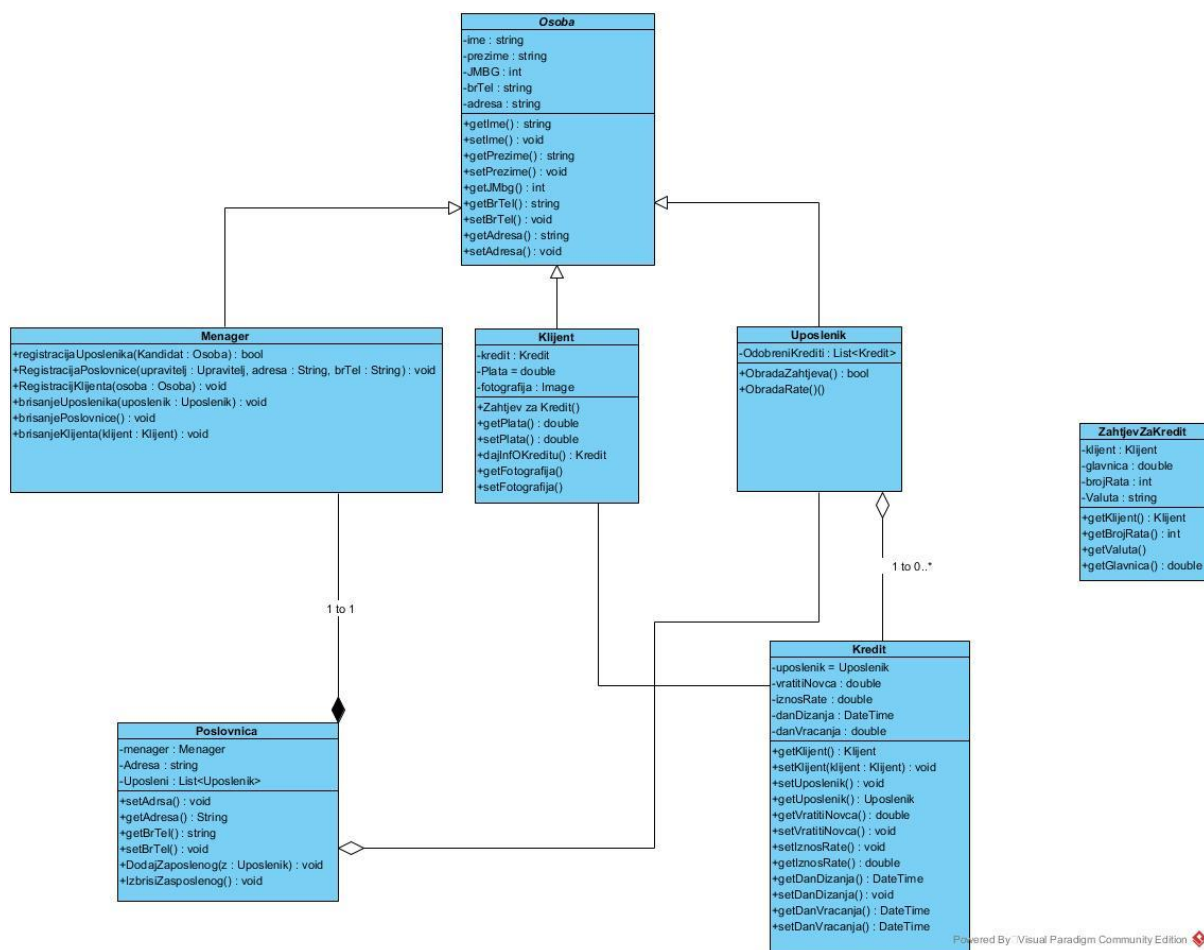 Osoba
-ime : string
-prezime : string
-JMBG : int
-brTel : string
-adresa : string
+getIme() : string
+setIme() : void
+getPrezime() : string
+setPrezime() : void
+getJMbg() : int
+getBrTel() : string
+setBrTel() : void
+getAdresa() : string
+setAdresa() : void
Menager
+registracijaUposlenika(Kandidat : Osoba) : bool
+RegistracijaPoslovnice(upravitelj : Upravitelj, adresa : String, brTel : String) : void
+RegistracijKlijenta(osoba : Osoba) : void
+brisanjeUposlenika(uposlenik : Uposlenik) : void
+brisanjePoslovnice() : void
+brisanjeKlijenta(klijent : Klijent) : void
Klijent
-kredit : Kredit
-Plata = double
-fotografija : Image
+Zahtjev za Kredit()
+getPlata() : double
+setPlata() : double
+dajInfOKreditu() : Kredit
+getFotografija()
+setFotografija()
Uposlenik
-OdobreniKrediti : List<Kredit>
+ObradaZahtjeva() : bool
+ObradaRate()()
ZahtjevZaKredit
-klijent : Klijent
-glavnica : double
-brojRata : int
-Valuta : string
+getKlijent() : Klijent
+getBrojRata() : int
+getValuta()
+getGlavnica() : double
1 to 0..*
1 to 1
Kredit
-uposlenik = Uposlenik
-vratitiNovca : double
-iznosRate : double
-danDizanja : DateTime
-danVracanja : double
+getKlijent() : Klijent
+setKlijent(klijent : Klijent) : void
+setUposlenik() : void
+getUposlenik() : Uposlenik
+getVratitiNovca() : double
+setVratitiNovca() : void
+setIznosRate() : void
+getIznosRate() : double
+getDanDizanja() : DateTime
+setDanDizanja() : void
+getDanVracanja() : DateTime
+setDanVracanja() : DateTime
Poslovnica
-menager : Menager
-Adresa : string
-Uposleni : List<Uposlenik>
+setAdrsa() : void
+getAdresa() : String
+getBrTel() : string
+setBrTel() : void
+DodajZaposlenog(z : Uposlenik) : void
+IzbrisiZasposlenog() : void
Powered By Visual Paradigm Community Edition